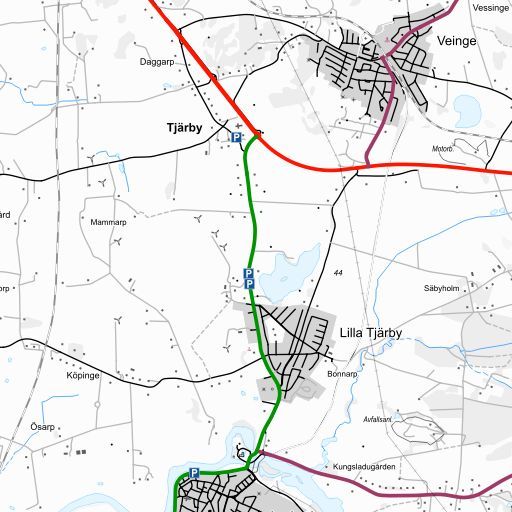 Vessinge
Veinge
Daggarp
Tjärby
P
Motorb.
Mammarp
44
P
P
Säbyholm
Lilla Tjärby
Bonnarp
Köpinge
Avfallsanl
Ösarp
Kungsladugården
P